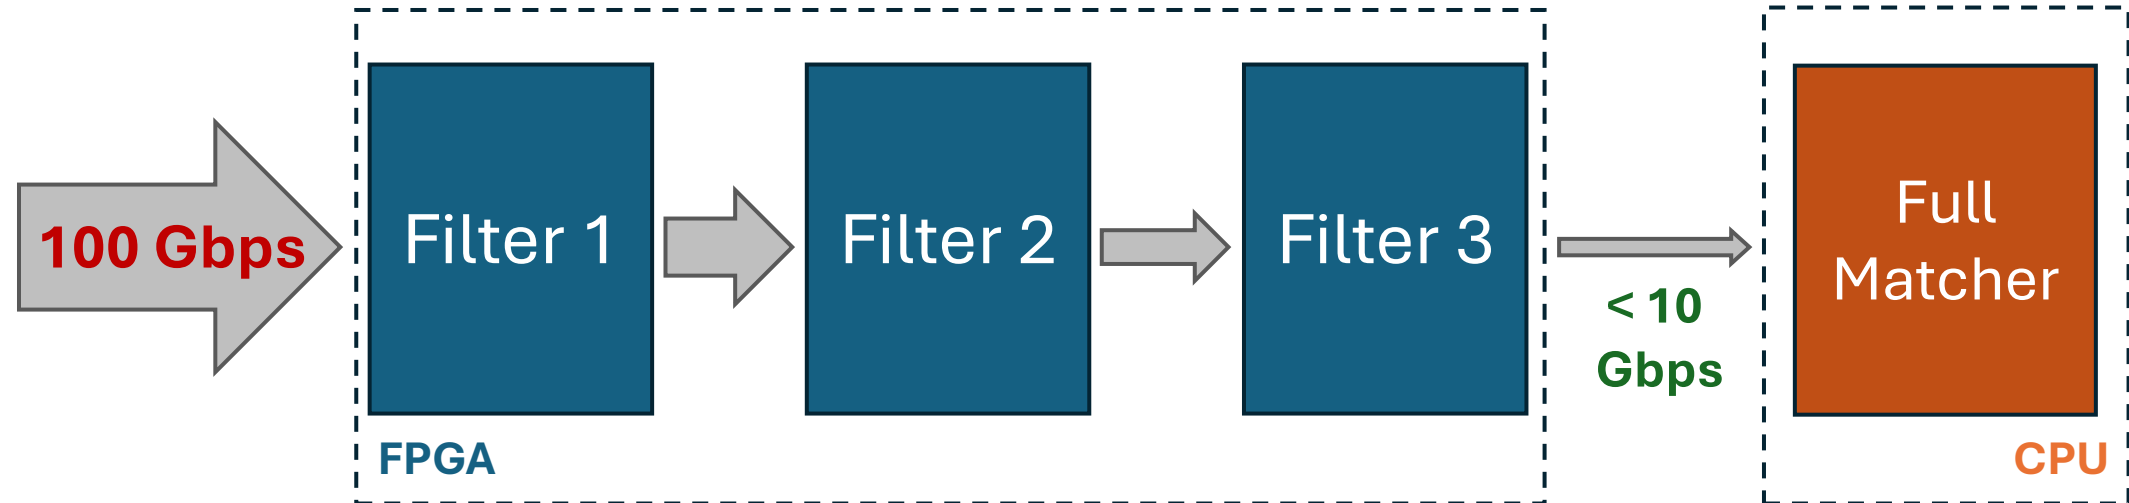 100 Gbps
Filter 1
Filter 2
Filter 3
< 10
Gbps
Full
Matcher
FPGA
CPU